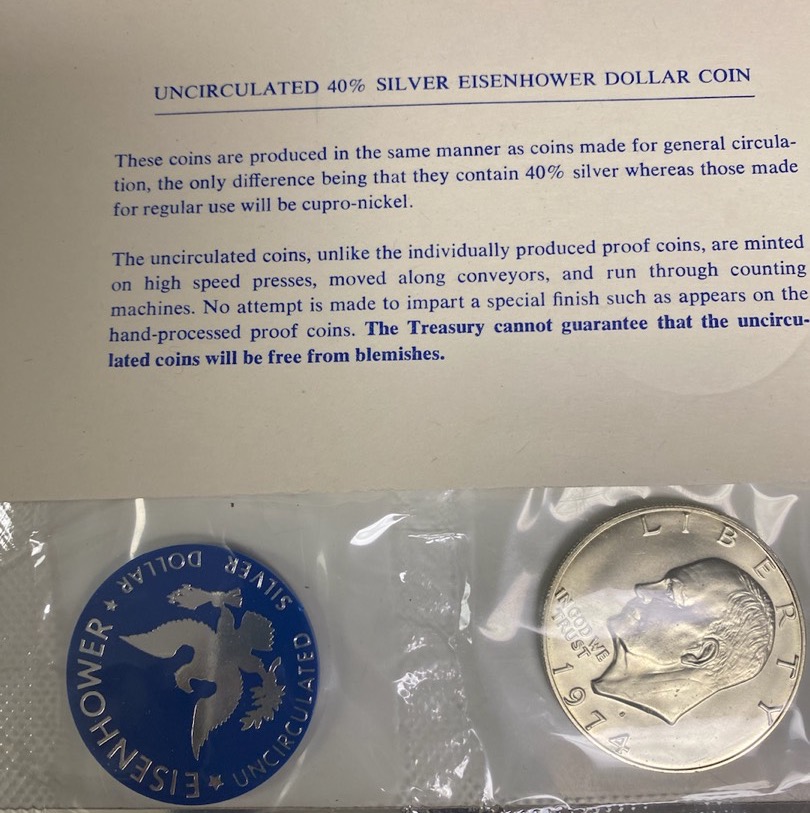 UNCIRCULATED 40% SILVER EISENHOWER DOLLAR COIN
These coins are produced in the same manner as coins made for general circula-
tion, the only difference being that they contain 40% silver whereas those made
for regular use will be cupro-nickel.
The uncirculated coins, unlike the individually produced proof coins, are minted
on high speed presses, moved along conveyors, and run through counting
machines. No attempt is made to impart a special finish such as appears on the
hand-processed proof coins. The Treasury cannot guarantee that the uncircu-
lated coins will be free from blemishes.
EISENHOWER ★ UNCIRCULATED SILVER DOLLAR ★
LIBERTY
IN GOD WE
TRUST
1974